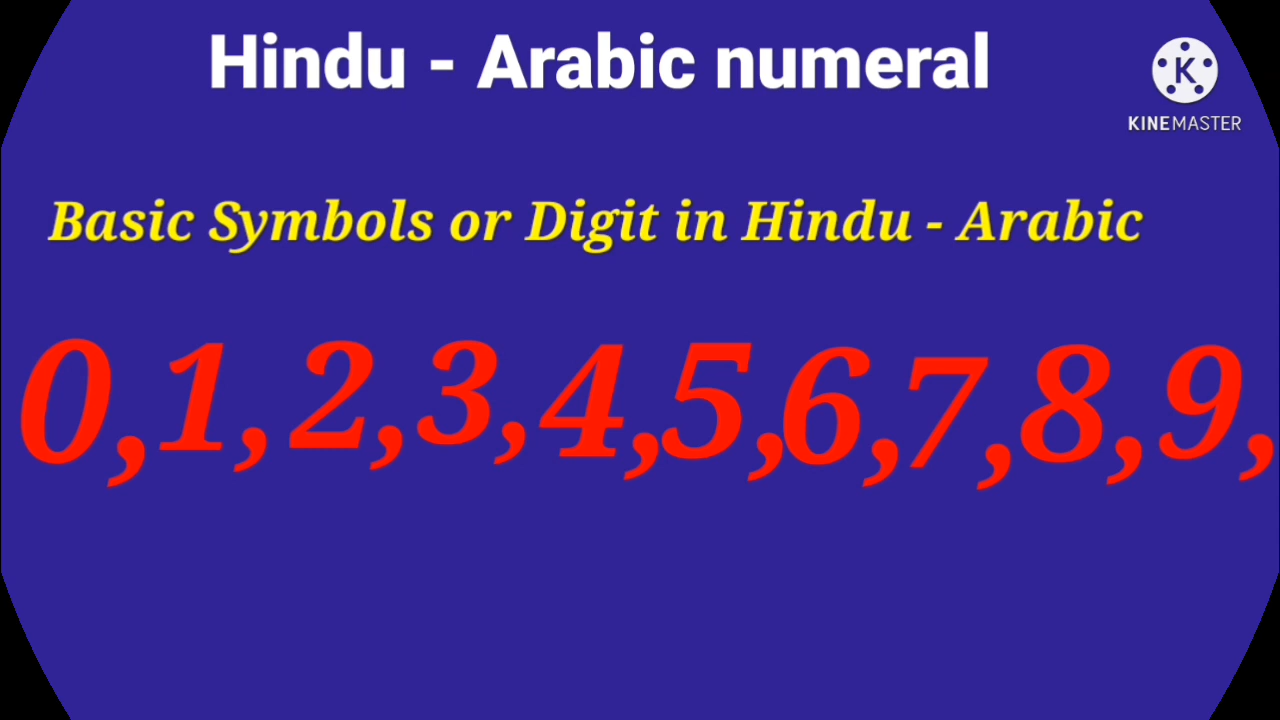 Hindu - Arabic numeral
K
KINEMASTER
Basic Symbols or Digit in Hindu - Arabic
0,1,2,3,4,5,6,7,8,9,